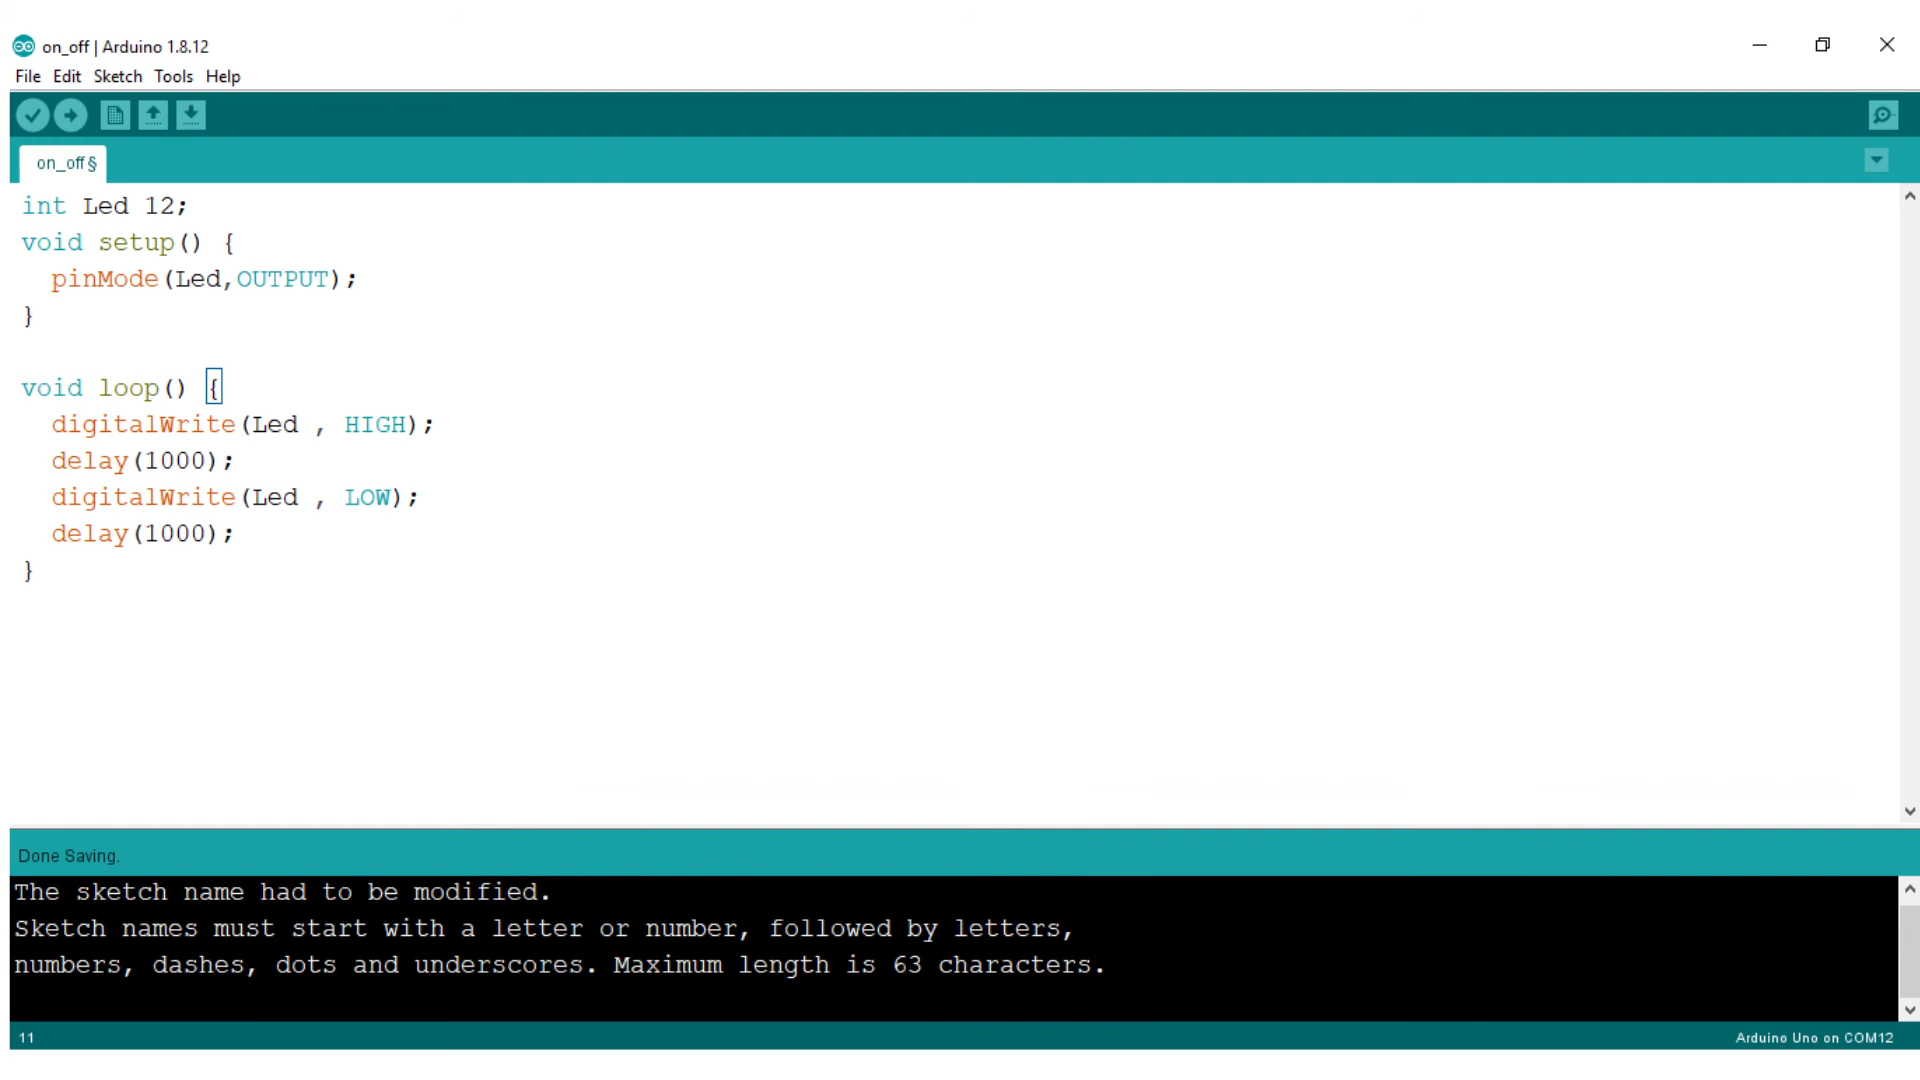 on_off | Arduino 1.8.12
File Edit Sketch Tools Help
on_off §
int Led 12;
void setup() {
  pinMode(Led,OUTPUT);
}
void loop() {
  digitalWrite(Led , HIGH);
  delay(1000);
  digitalWrite(Led , LOW);
  delay(1000);
}
Done Saving.
The sketch name had to be modified.
Sketch names must start with a letter or number, followed by letters,
numbers, dashes, dots and underscores. Maximum length is 63 characters.
11
Arduino Uno on COM12